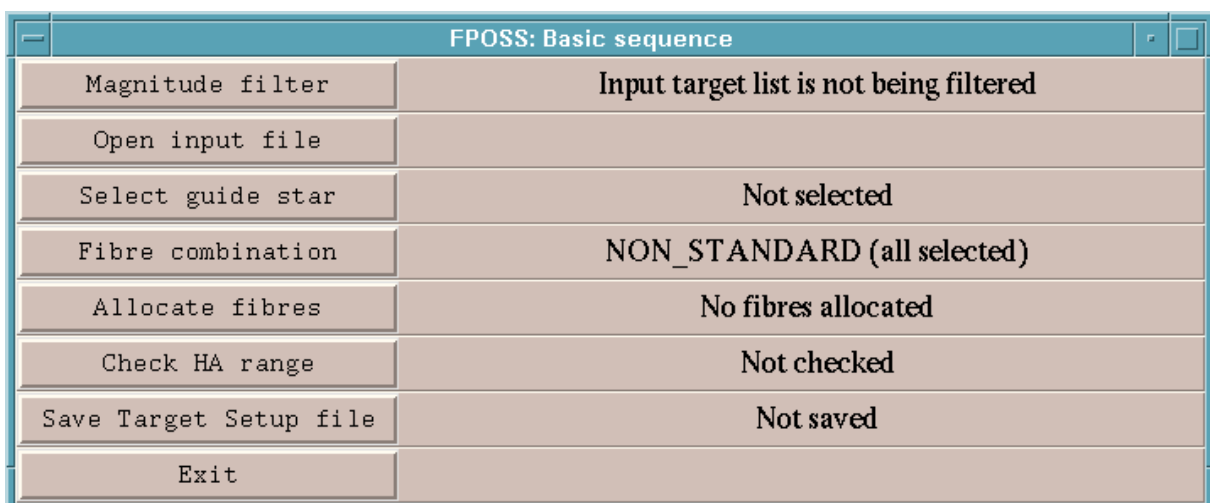 FPOSS: Basic sequence
Magnitude filter Input target list is not being filtered
Open input file
Select guide star Not selected
Fibre combination NON_STANDARD (all selected)
Allocate fibres No fibres allocated
Check HA range Not checked
Save Target Setup file Not saved
Exit